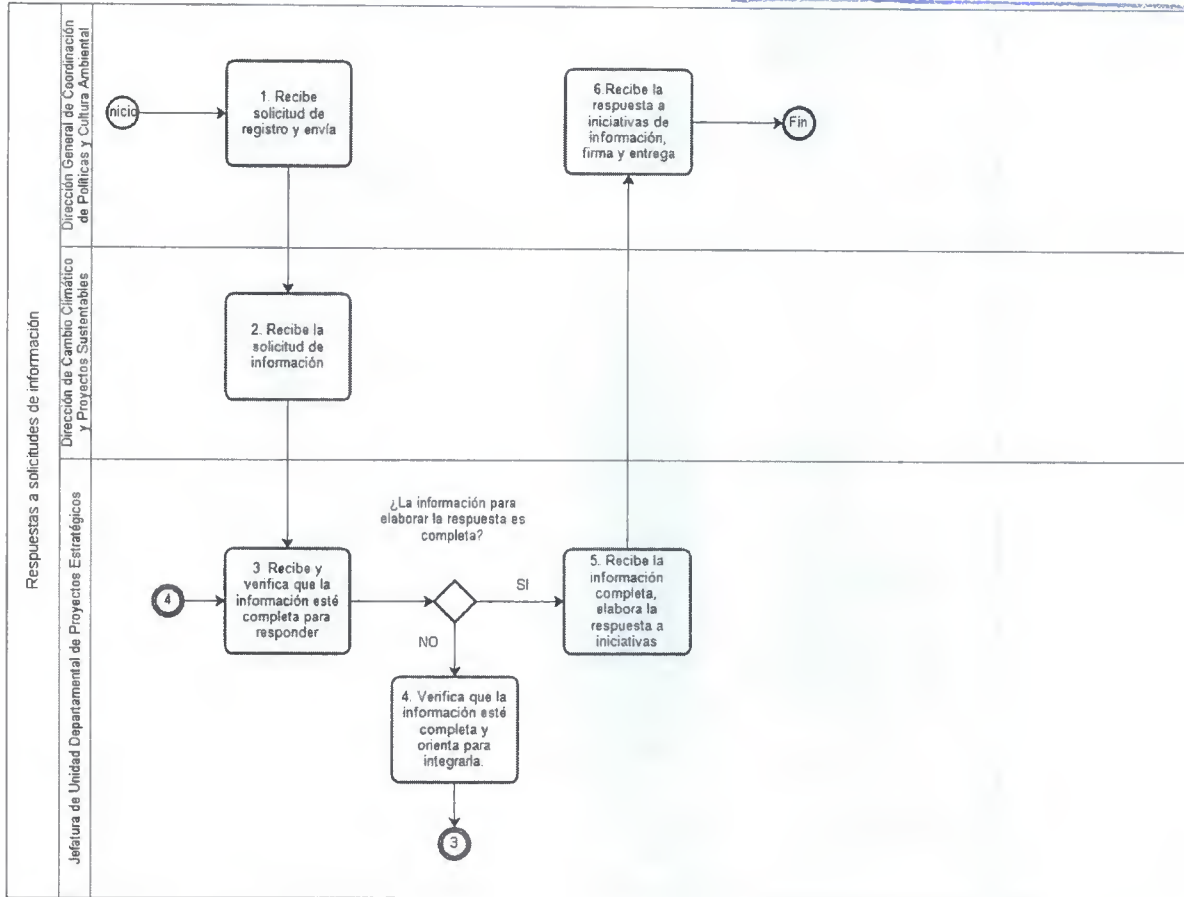 Respuestas a solicitudes de información
Dirección General de Coordinación
de Políticas y Cultura Ambiental
nicio
1. Recibe
solicitud de
registro y envía
6.Recibe la
respuesta a
iniciativas de
información,
firma y entrega
Fin
Dirección de Cambio Climático
y Proyectos Sustentables
2. Recibe la
solicitud de
información
Jefatura de Unidad Departamental de Proyectos Estratégicos
4
3 Recibe y
verifica que la
información esté
completa para
responder
¿La información para
elaborar la respuesta es
completa?
SI
NO
5. Recibe la
información
completa,
elabora la
respuesta a
iniciativas
4. Verifica que la
información esté
completa y
orienta para
integrarla.
3